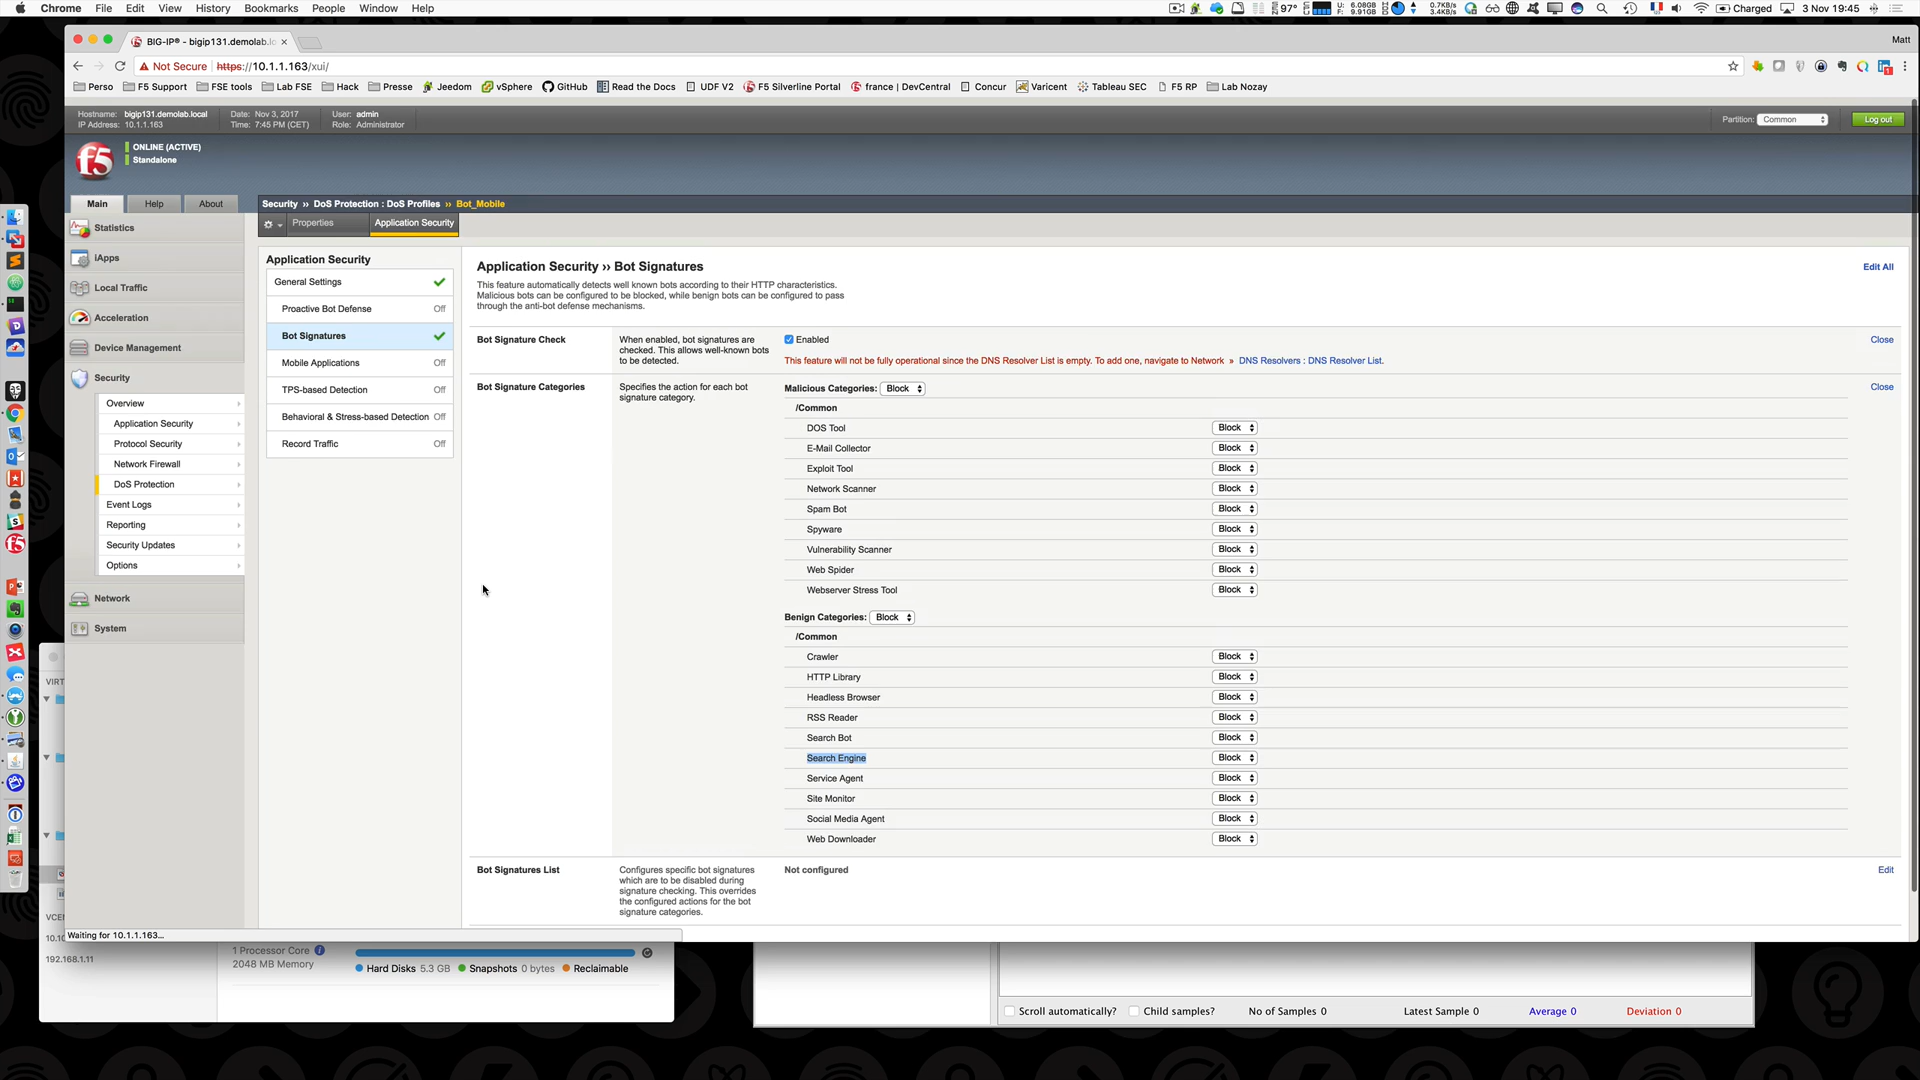 Chrome File Edit View History Bookmarks People Window Help
97° U: 6.08GB F: 9.91GB 0.7KB/s 3.4KB/s Charged 3 Nov 19:45
BIG-IP® - bigip131.demolab.lo
Matt
Not Secure https://10.1.1.163/xui/
Perso F5 Support FSE tools Lab FSE Hack Presse Jeedom vSphere GitHub Read the Docs UDF V2 F5 Silverline Portal france | DevCentral Concur Varicent Tableau SEC F5 RP Lab Nozay
Hostname: bigip131.demolab.local Date: Nov 3, 2017 User: admin
IP Address: 10.1.1.163 Time: 7:45 PM (CET) Role: Administrator
Partition: Common Log out
f5
ONLINE (ACTIVE)
Standalone
Main Help About
Security ›› DoS Protection : DoS Profiles ›› Bot_Mobile
Properties Application Security
Statistics
iApps
Local Traffic
Acceleration
Device Management
Security
Overview
Application Security
Protocol Security
Network Firewall
DoS Protection
Event Logs
Reporting
Security Updates
Options
Network
System
Application Security
General Settings
Proactive Bot Defense Off
Bot Signatures
Mobile Applications Off
TPS-based Detection Off
Behavioral & Stress-based Detection Off
Record Traffic Off
Application Security ›› Bot Signatures
Edit All
This feature automatically detects well known bots according to their HTTP characteristics.
Malicious bots can be configured to be blocked, while benign bots can be configured to pass
through the anti-bot defense mechanisms.
Bot Signature Check
When enabled, bot signatures are
checked. This allows well-known bots
to be detected.
Enabled
Close
This feature will not be fully operational since the DNS Resolver List is empty. To add one, navigate to Network » DNS Resolvers : DNS Resolver List.
Bot Signature Categories
Specifies the action for each bot
signature category.
Malicious Categories: Block
Close
/Common
DOS Tool Block
E-Mail Collector Block
Exploit Tool Block
Network Scanner Block
Spam Bot Block
Spyware Block
Vulnerability Scanner Block
Web Spider Block
Webserver Stress Tool Block
Benign Categories: Block
/Common
Crawler Block
HTTP Library Block
Headless Browser Block
RSS Reader Block
Search Bot Block
Search Engine Block
Service Agent Block
Site Monitor Block
Social Media Agent Block
Web Downloader Block
Bot Signatures List
Configures specific bot signatures
which are to be disabled during
signature checking. This overrides
the configured actions for the bot
signature categories.
Not configured
Edit
Waiting for 10.1.1.163...
VIRT
VCEN
10.10
192.168.1.11
1 Processor Core
2048 MB Memory
Hard Disks 5.3 GB Snapshots 0 bytes Reclaimable
Scroll automatically? Child samples? No of Samples 0 Latest Sample 0 Average 0 Deviation 0